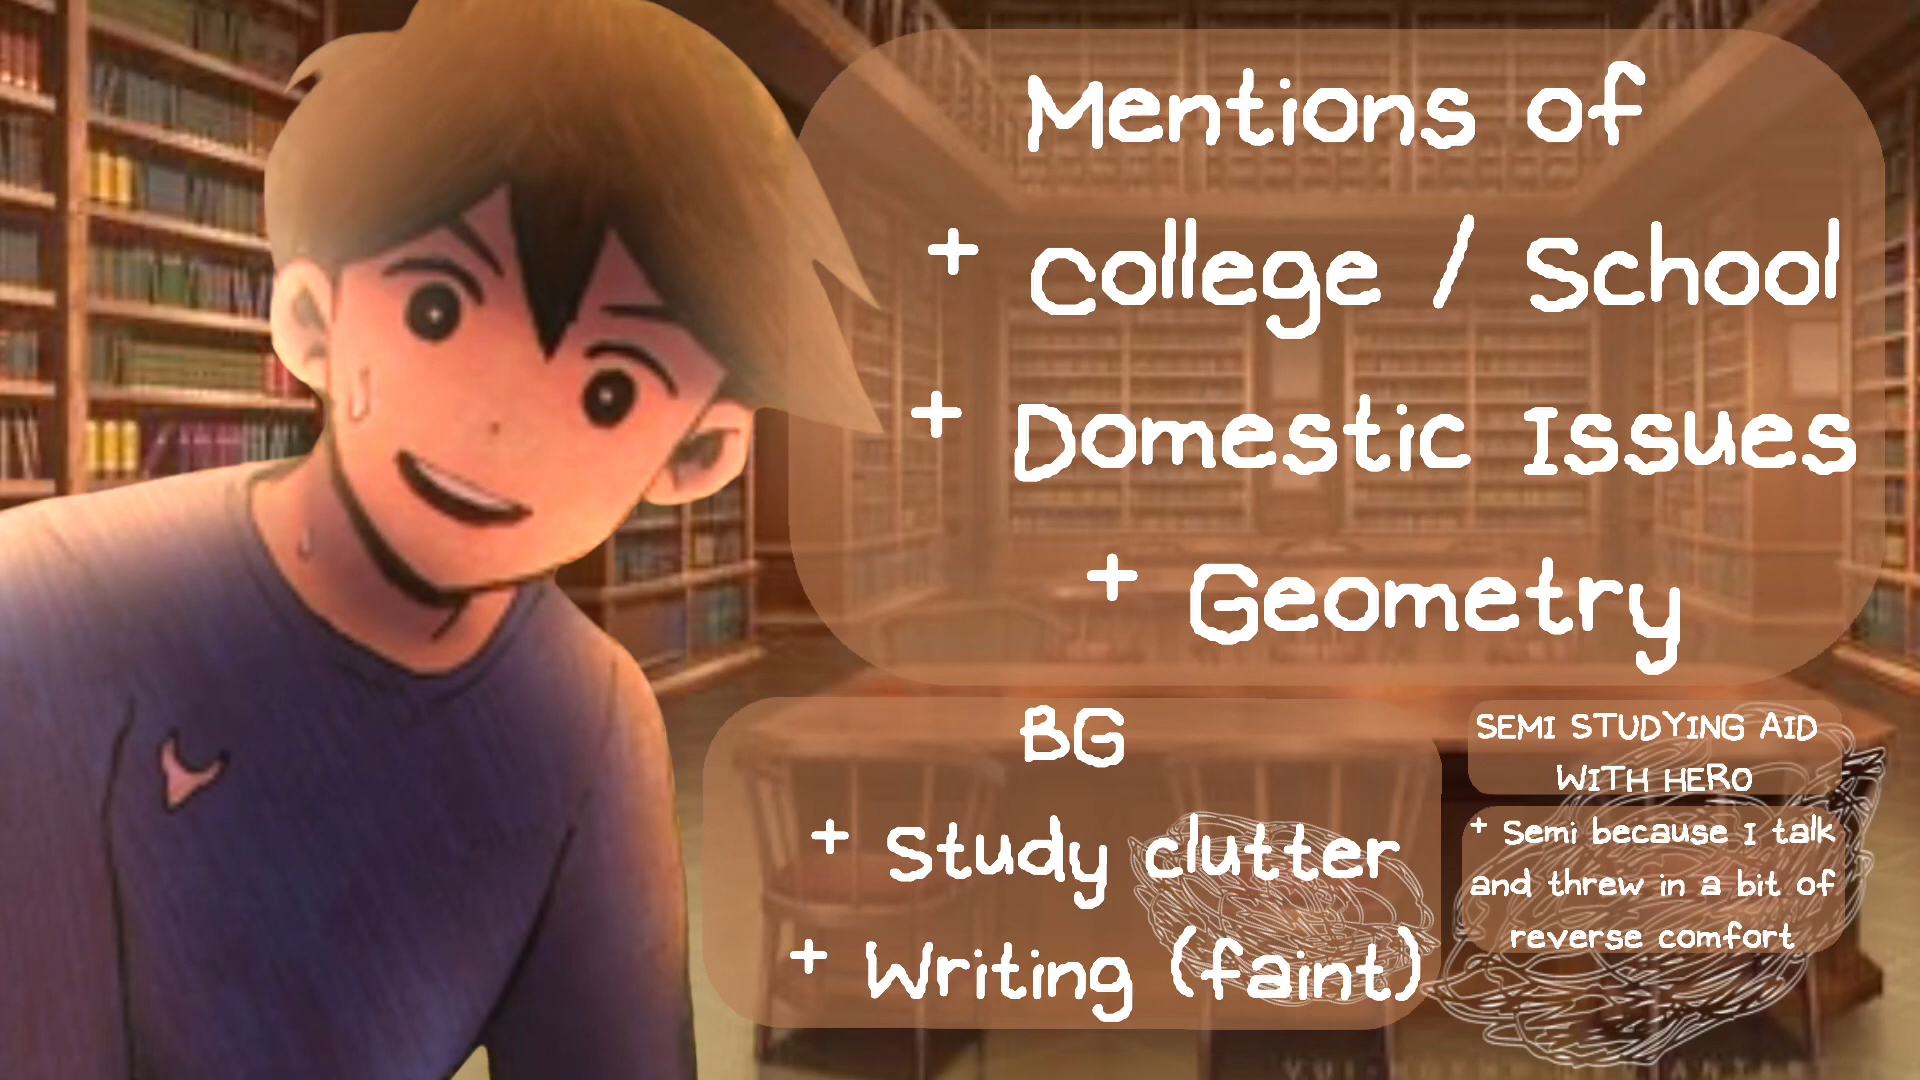 Mentions of
+ College / School
+ Domestic Issues
+ Geometry
BG
+ Study clutter
+ Writing (faint)
SEMI STUDYING AID
WITH HERO
+ Semi because I talk
and threw in a bit of
reverse comfort